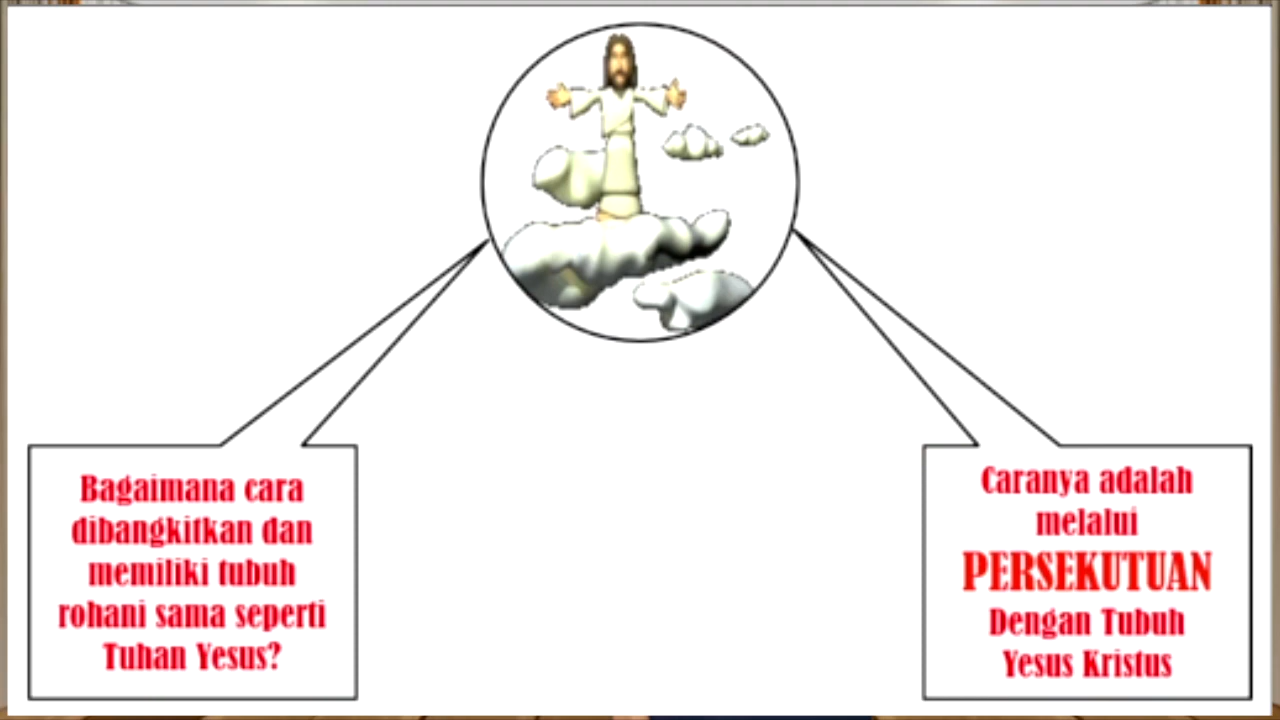 Bagaimana cara
dibangkitkan dan
memiliki tubuh
rohani sama seperti
Tuhan Yesus?
Caranya adalah
melalui
PERSEKUTUAN
Dengan Tubuh
Yesus Kristus